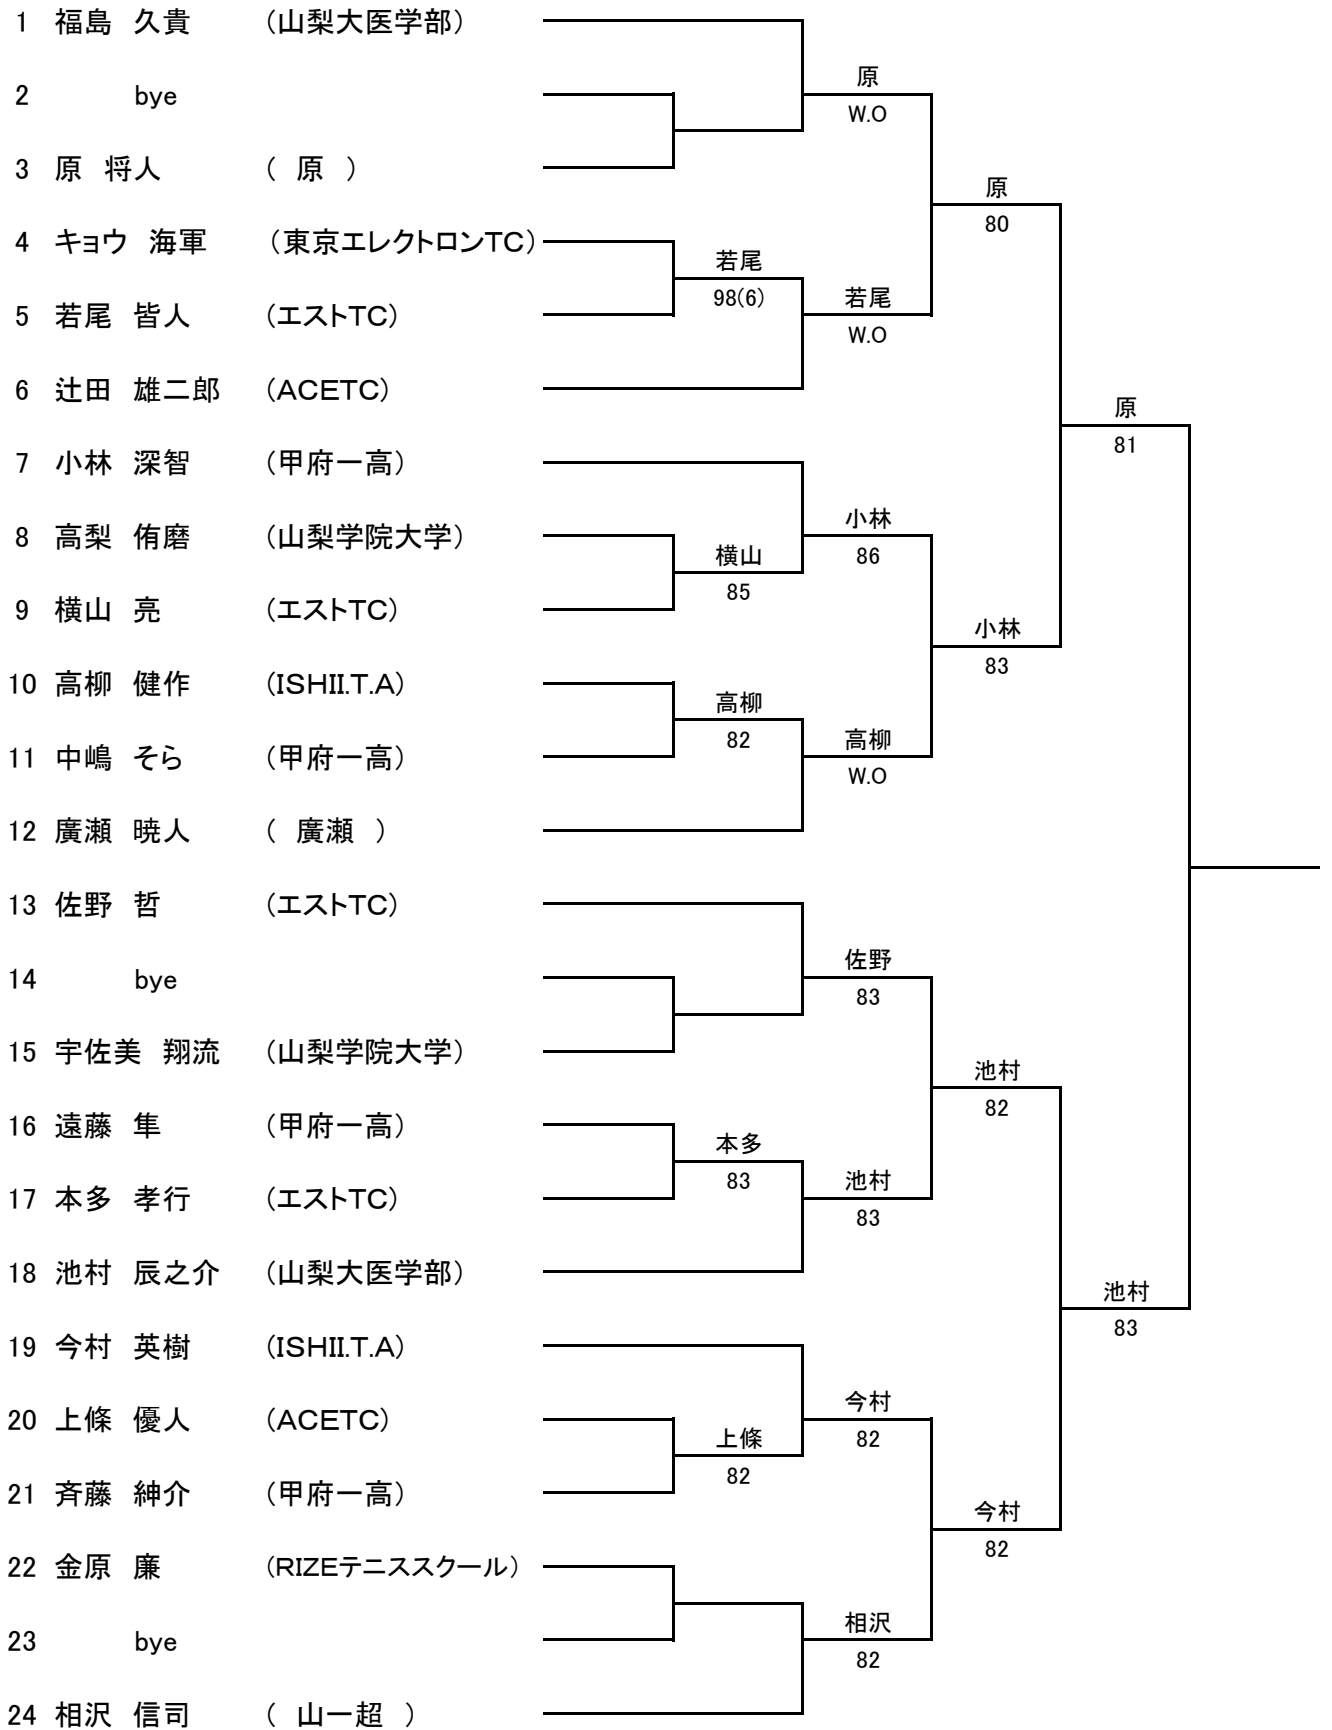 1 福島 久貴 (山梨大医学部)
原
2 bye
W.O
3 原 将人 ( 原 )
原
80
4 キョウ 海軍 (東京エレクトロンTC)
若尾
98(6)
若尾
5 若尾 皆人 (エストTC)
W.O
6 辻田 雄二郎 (ACETC)
原
81
7 小林 深智 (甲府一高)
小林
8 高梨 侑磨 (山梨学院大学)
横山
86
85
9 横山 亮 (エストTC)
小林
83
10 高柳 健作 (ISHII.T.A)
高柳
82
高柳
11 中嶋 そら (甲府一高)
W.O
12 廣瀬 暁人 ( 廣瀬 )
13 佐野 哲 (エストTC)
佐野
14 bye
83
15 宇佐美 翔流 (山梨学院大学)
池村
82
16 遠藤 隼 (甲府一高)
本多
83
池村
17 本多 孝行 (エストTC)
83
18 池村 辰之介 (山梨大医学部)
池村
83
19 今村 英樹 (ISHII.T.A)
今村
20 上條 優人 (ACETC)
上條
82
82
21 斉藤 紳介 (甲府一高)
今村
82
22 金原 廉 (RIZEテニススクール)
相沢
23 bye
82
24 相沢 信司 ( 山一超 )